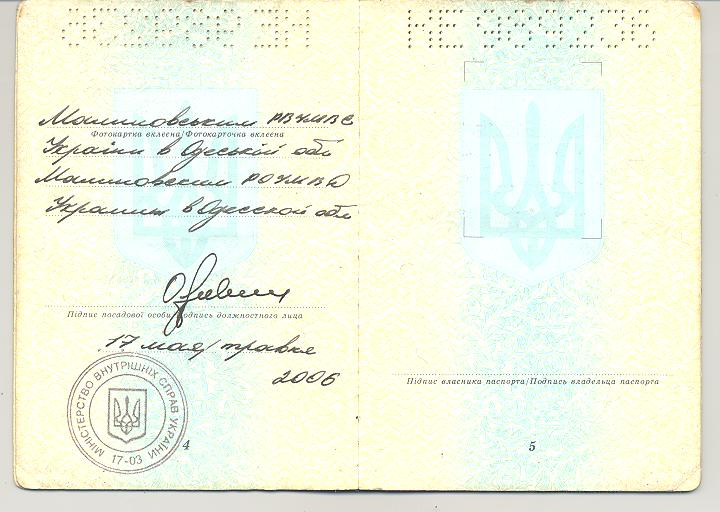 Малиновським РВ УМВС
Фотокартка вклеєна/Фотокарточка вклеена
України в Одеській обл
Малиновским РО УМВД
Украины в Одесской обл
Підпис посадової особи/Подпись должностного лица
17 мая/травня
2006
МІНІСТЕРСТВО ВНУТРІШНІХ СПРАВ УКРАЇНИ
17-03
4
Підпис власника паспорта/Подпись владельца паспорта
5